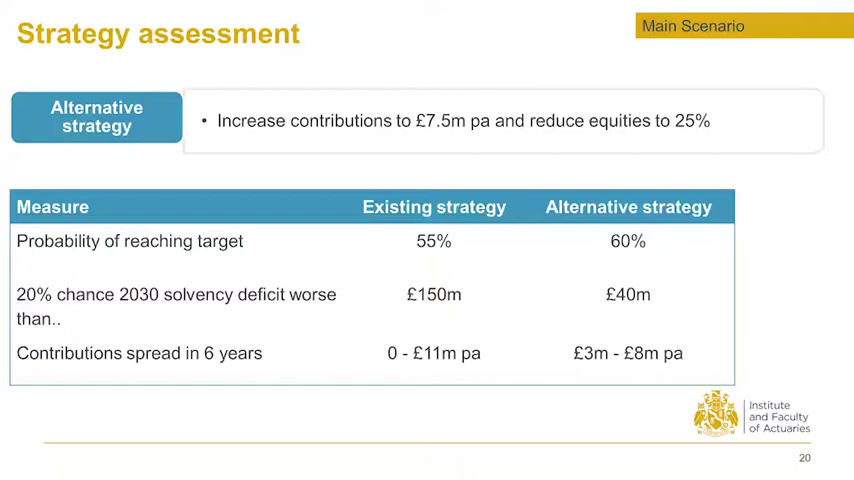 Strategy assessment
Main Scenario
Alternative
strategy
• Increase contributions to £7.5m pa and reduce equities to 25%
Measure Existing strategy Alternative strategy
Probability of reaching target 55% 60%
20% chance 2030 solvency deficit worse £150m £40m
than..
Contributions spread in 6 years 0 - £11m pa £3m - £8m pa
Institute
and Faculty
of Actuaries
20